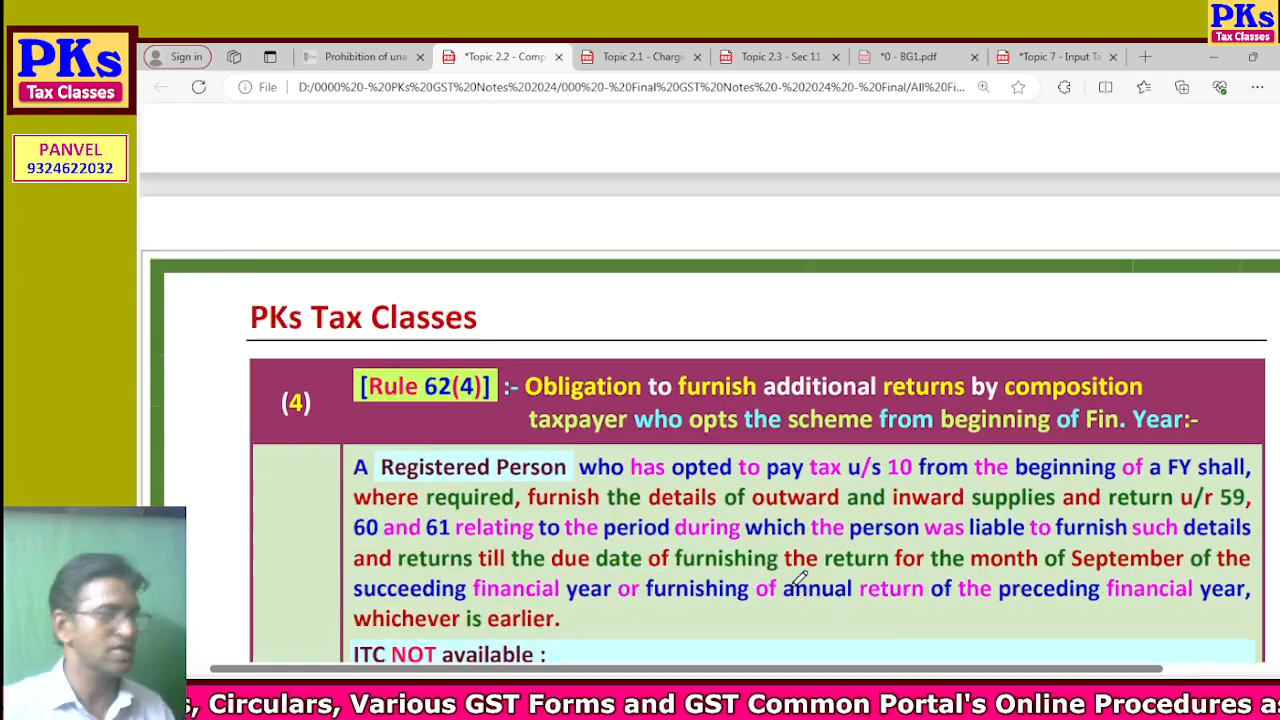 PKs
Tax Classes
PKs
Tax Classes
PANVEL
9324622032
Sign in
Prohibition of una
*Topic 2.2 - Comp
Topic 2.1 - Chargin
Topic 2.3 - Sec 11
*0 - BG1.pdf
*Topic 7 - Input Ta
File
D:/0000%20-%20PKs%20GST%20Notes%202024/000%20-%20Final%20GST%20Notes%20%202024%20-%20Final/All%20Fi...
PKs Tax Classes
(4)
[Rule 62(4)] :- Obligation to furnish additional returns by composition
taxpayer who opts the scheme from beginning of Fin. Year:-
A Registered Person who has opted to pay tax u/s 10 from the beginning of a FY shall,
where required, furnish the details of outward and inward supplies and return u/r 59,
60 and 61 relating to the period during which the person was liable to furnish such details
and returns till the due date of furnishing the return for the month of September of the
succeeding financial year or furnishing of annual return of the preceding financial year,
whichever is earlier.
ITC NOT available :
s, Circulars, Various GST Forms and GST Common Portal's Online Procedures as